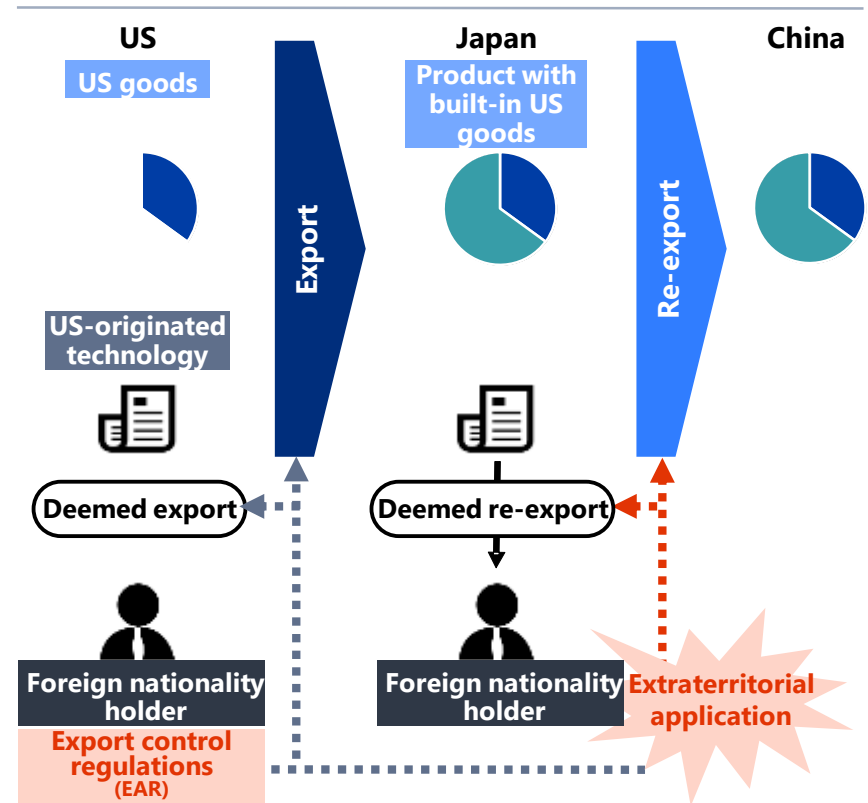 US
Japan
China
US goods
Product with
built-in US
goods
Export
Re-export
US-originated
technology
Deemed export
Deemed re-export
Foreign nationality
holder
Foreign nationality
holder
Extraterritorial
application
Export control
regulations
(EAR)